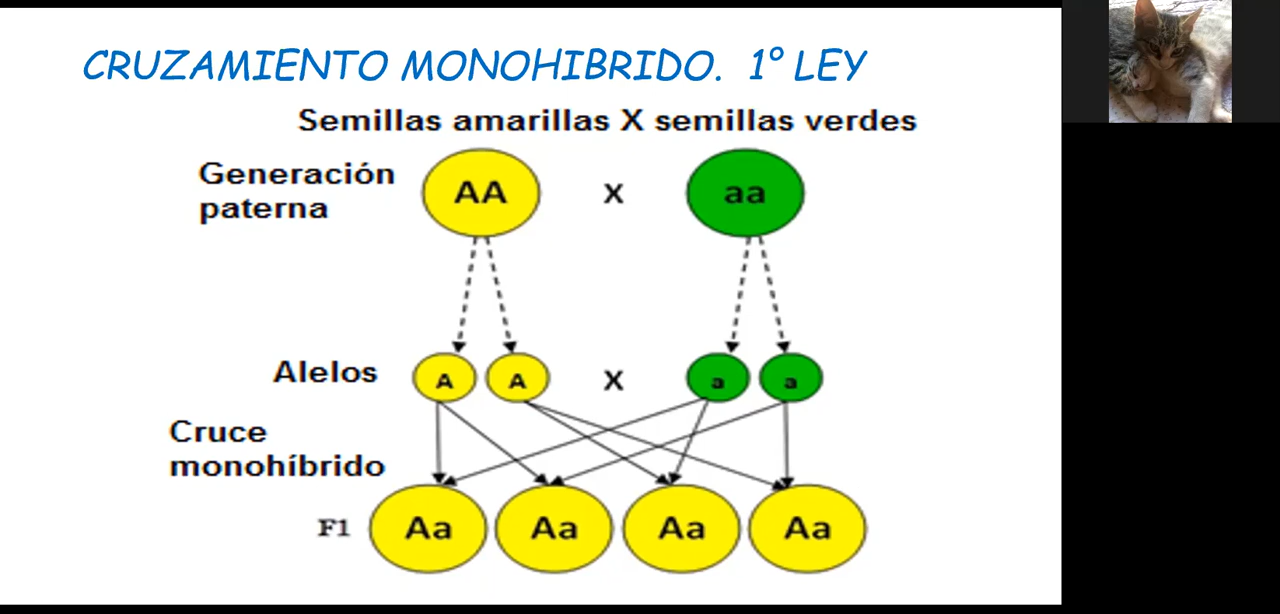 CRUZAMIENTO MONOHIBRIDO. 1º LEY
Semillas amarillas X semillas verdes
Generación
paterna
AA X aa
Alelos
A A X a a
Cruce
monohíbrido
F1 Aa Aa Aa Aa